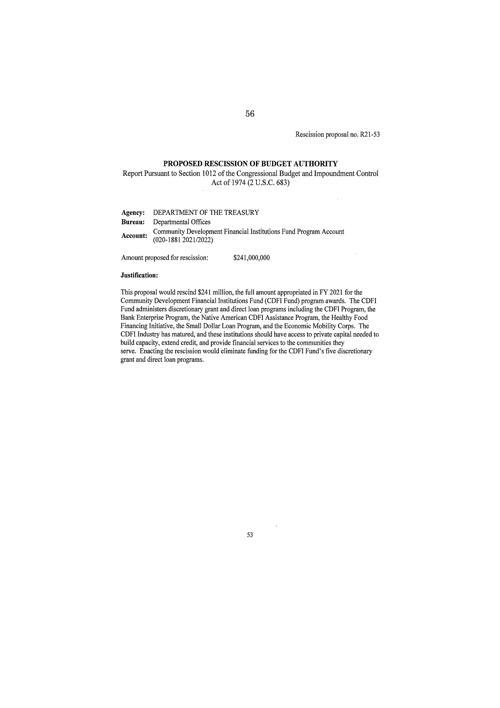 56
Rescission proposal no. R21-53
PROPOSED RESCISSION OF BUDGET AUTHORITY
Report Pursuant to Section 1012 of the Congressional Budget and Impoundment Control
Act of 1974 (2 U.S.C. 683)
Agency: DEPARTMENT OF THE TREASURY
Bureau: Departmental Offices
Account: Community Development Financial Institutions Fund Program Account
(020-1881 2021/2022)
Amount proposed for rescission: $241,000,000
Justification:
This proposal would rescind $241 million, the full amount appropriated in FY 2021 for the
Community Development Financial Institutions Fund (CDFI Fund) program awards. The CDFI
Fund administers discretionary grant and direct loan programs including the CDFI Program, the
Bank Enterprise Program, the Native American CDFI Assistance Program, the Healthy Food
Financing Initiative, the Small Dollar Loan Program, and the Economic Mobility Corps. The
CDFI Industry has matured, and these institutions should have access to private capital needed to
build capacity, extend credit, and provide financial services to the communities they
serve. Enacting the rescission would eliminate funding for the CDFI Fund's five discretionary
grant and direct loan programs.
53